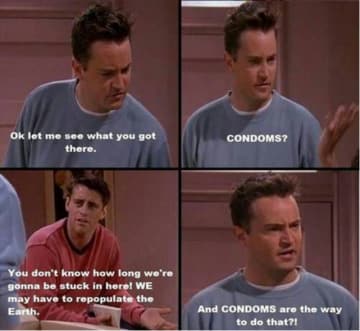 Ok let me see what you got
there.
CONDOMS?
You don't know how long we're
gonna be stuck in here! WE
may have to repopulate the
Earth.
And CONDOMS are the way
to do that?!